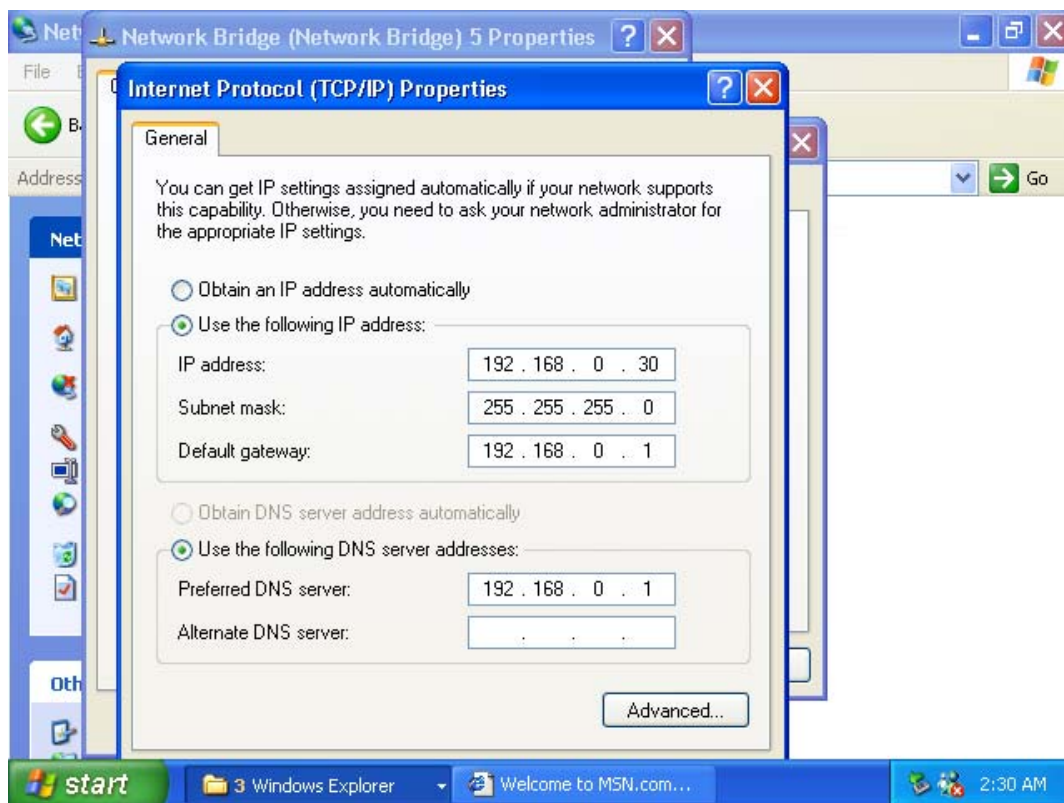 Net
Network Bridge (Network Bridge) 5 Properties
File
Internet Protocol (TCP/IP) Properties
General
Address
Go
You can get IP settings assigned automatically if your network supports
this capability. Otherwise, you need to ask your network administrator for
the appropriate IP settings.
Net
Obtain an IP address automatically
Use the following IP address:
IP address: 192 . 168 . 0 . 30
Subnet mask: 255 . 255 . 255 . 0
Default gateway: 192 . 168 . 0 . 1
Obtain DNS server address automatically
Use the following DNS server addresses:
Preferred DNS server: 192 . 168 . 0 . 1
Alternate DNS server: . . .
Oth
Advanced...
start
3 Windows Explorer
Welcome to MSN.com...
2:30 AM